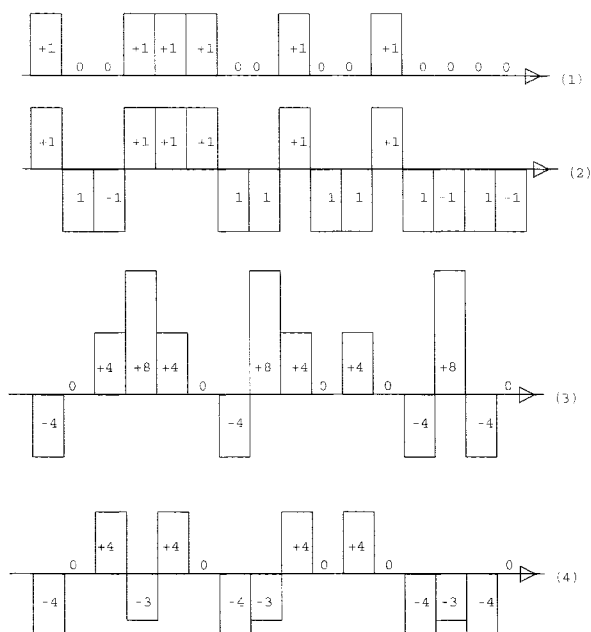 +1 0 0 +1 +1 +1 0 0 +1 0 0 +1 0 0 0 0 (1)
+1 +1 +1 +1 +1 +1 (2)
1 -1 1 1 1 1 1 -1 1 -1
+4 +8 +4 +8 +4 +4 +8
0 0 0 0 0 (3)
-4 -4 -4 -4
+4 +4 +4 +4
0 0 0 0 0 (4)
-4 -3 -4 -3 -4 -3 -4